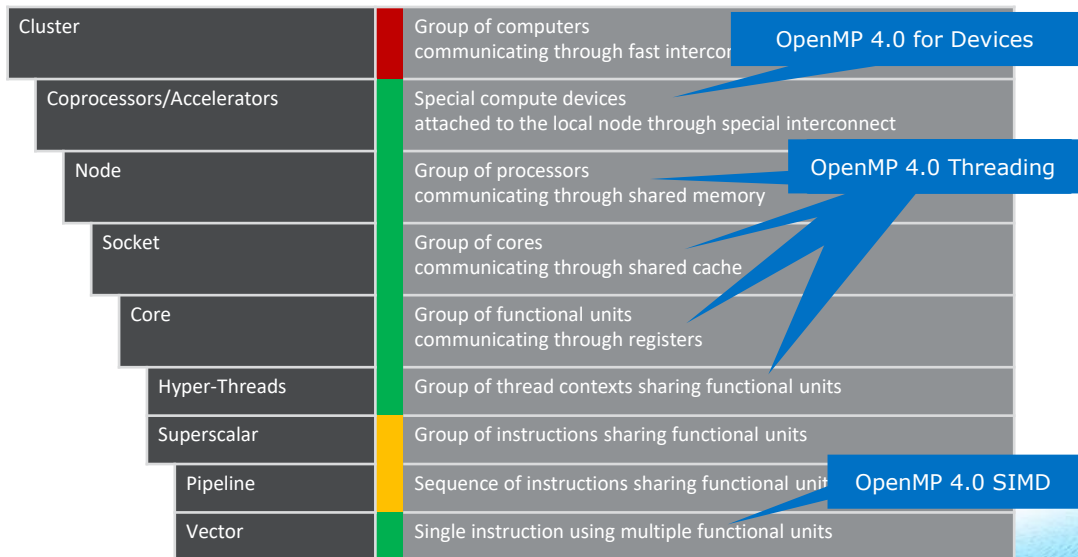 Cluster
Group of computers
communicating through fast
OpenMP 4.0 for Devices
Coprocessors/Accelerators
Special compute devices
attached to the local node through special interconnect
Node
Group of processors
communicating through shared memory
OpenMP 4.0 Threading
Socket
Group of cores
communicating through shared cache
Core
Group of functional units
communicating through registers
Hyper-Threads
Group of thread contexts sharing functional units
Superscalar
Group of instructions sharing functional units
Pipeline
Sequence of instructions sharing functional
OpenMP 4.0 SIMD
Vector
Single instruction using multiple functional units